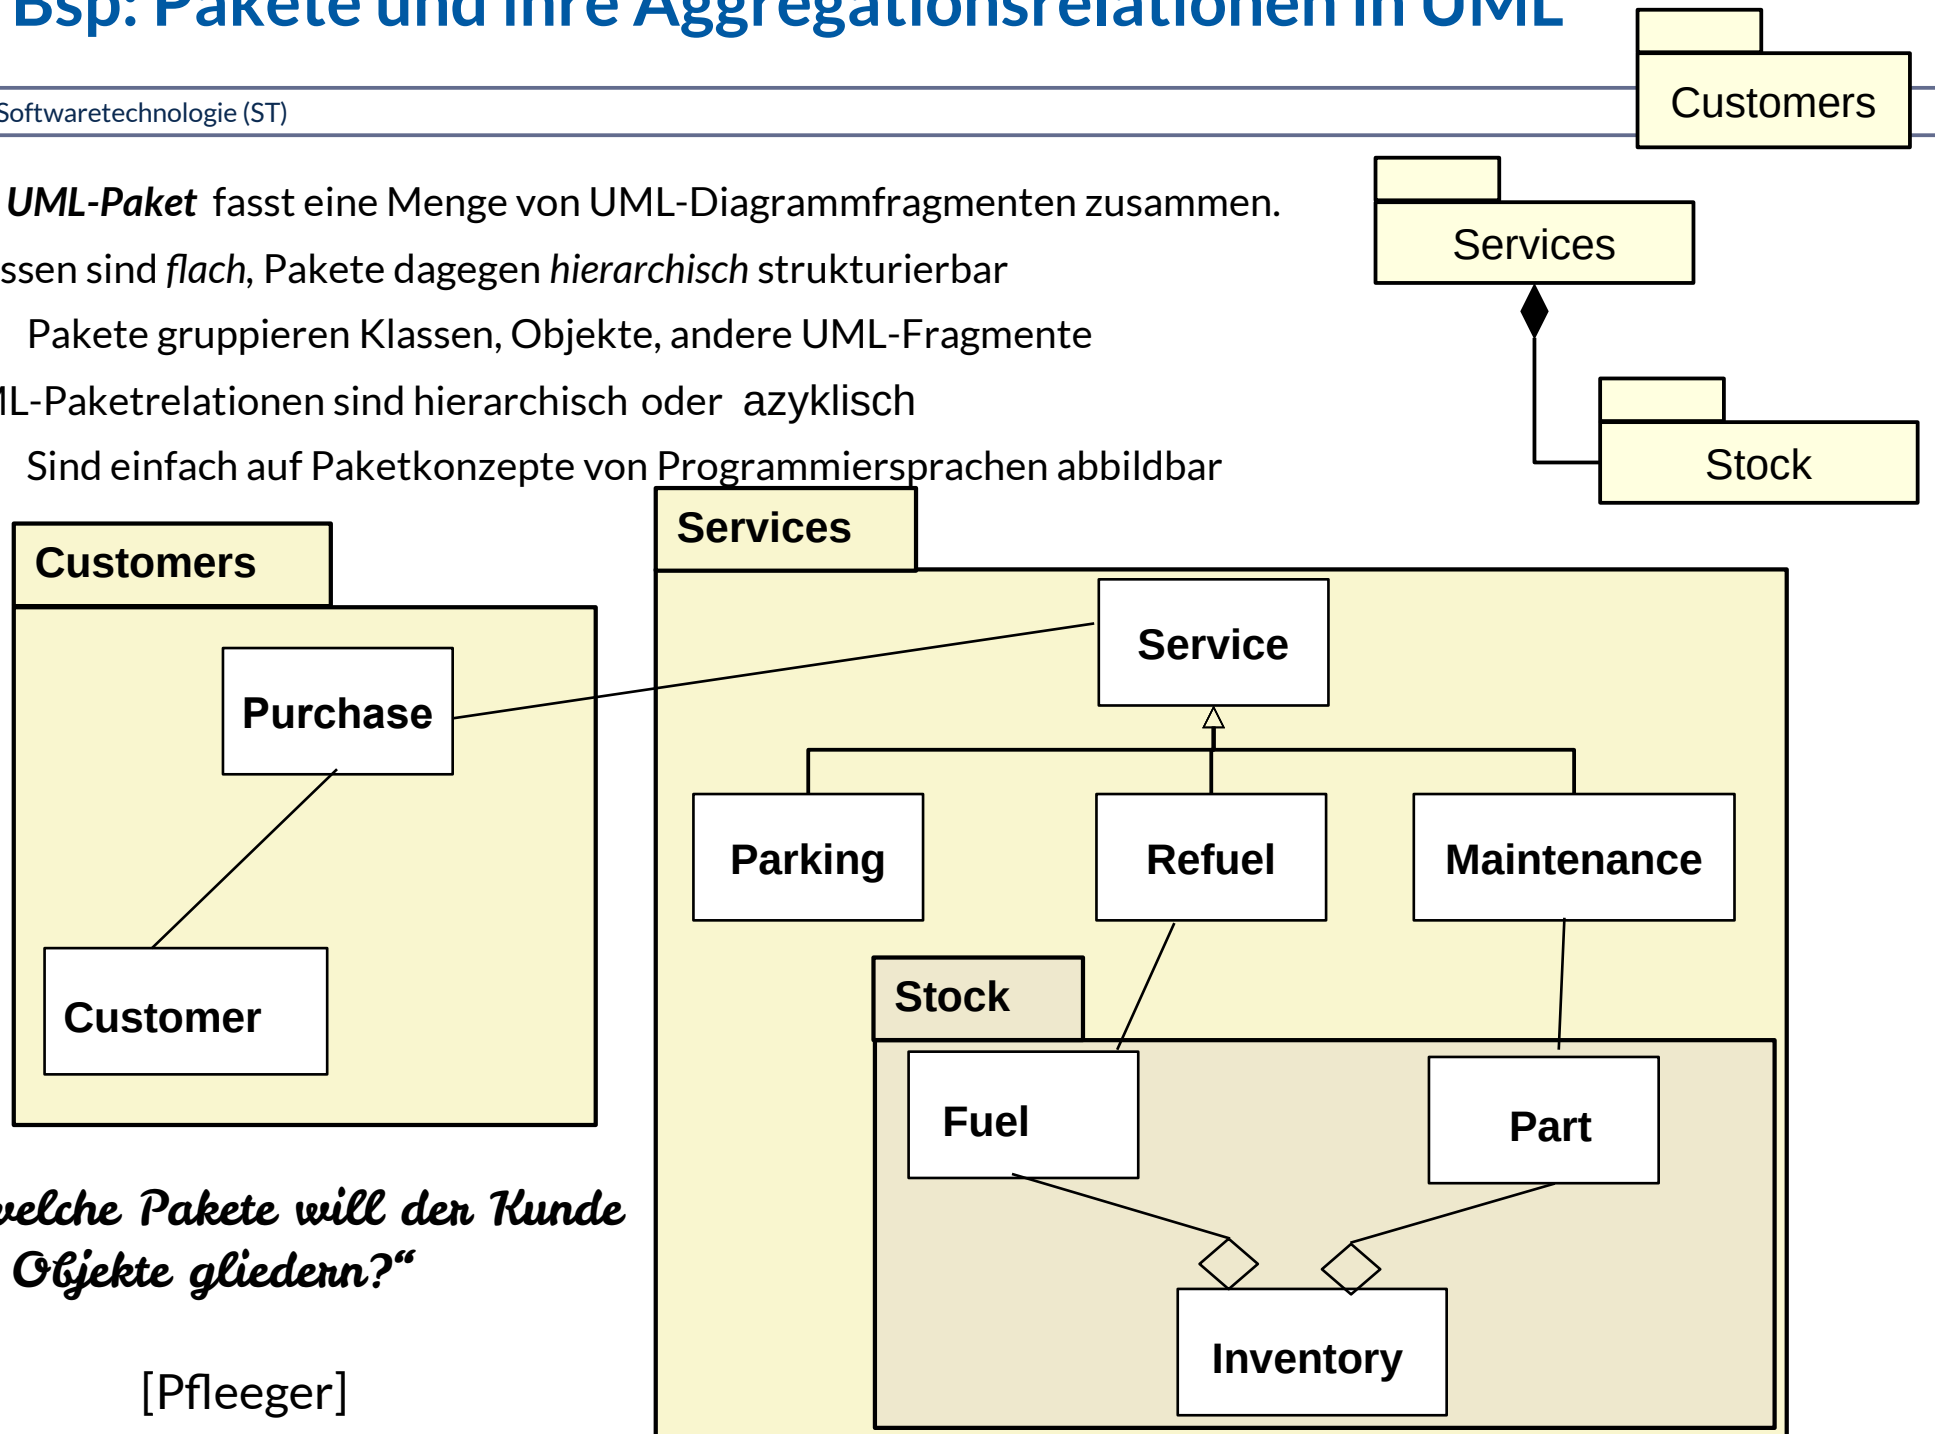 Bsp: Pakete und ihre Aggregationsrelationen in UML
Customers
Softwaretechnologie (ST)
UML-Paket fasst eine Menge von UML-Diagrammfragmenten zusammen.
Services
ssen sind flach, Pakete dagegen hierarchisch strukturierbar
Pakete gruppieren Klassen, Objekte, andere UML-Fragmente
ML-Paketrelationen sind hierarchisch oder azyklisch
Stock
Sind einfach auf Paketkonzepte von Programmiersprachen abbildbar
Services
Customers
Service
Purchase
Parking
Refuel
Maintenance
Stock
Customer
Fuel
Part
welche Pakete will der Kunde
Objekte gliedern?“
Inventory
[Pfleeger]